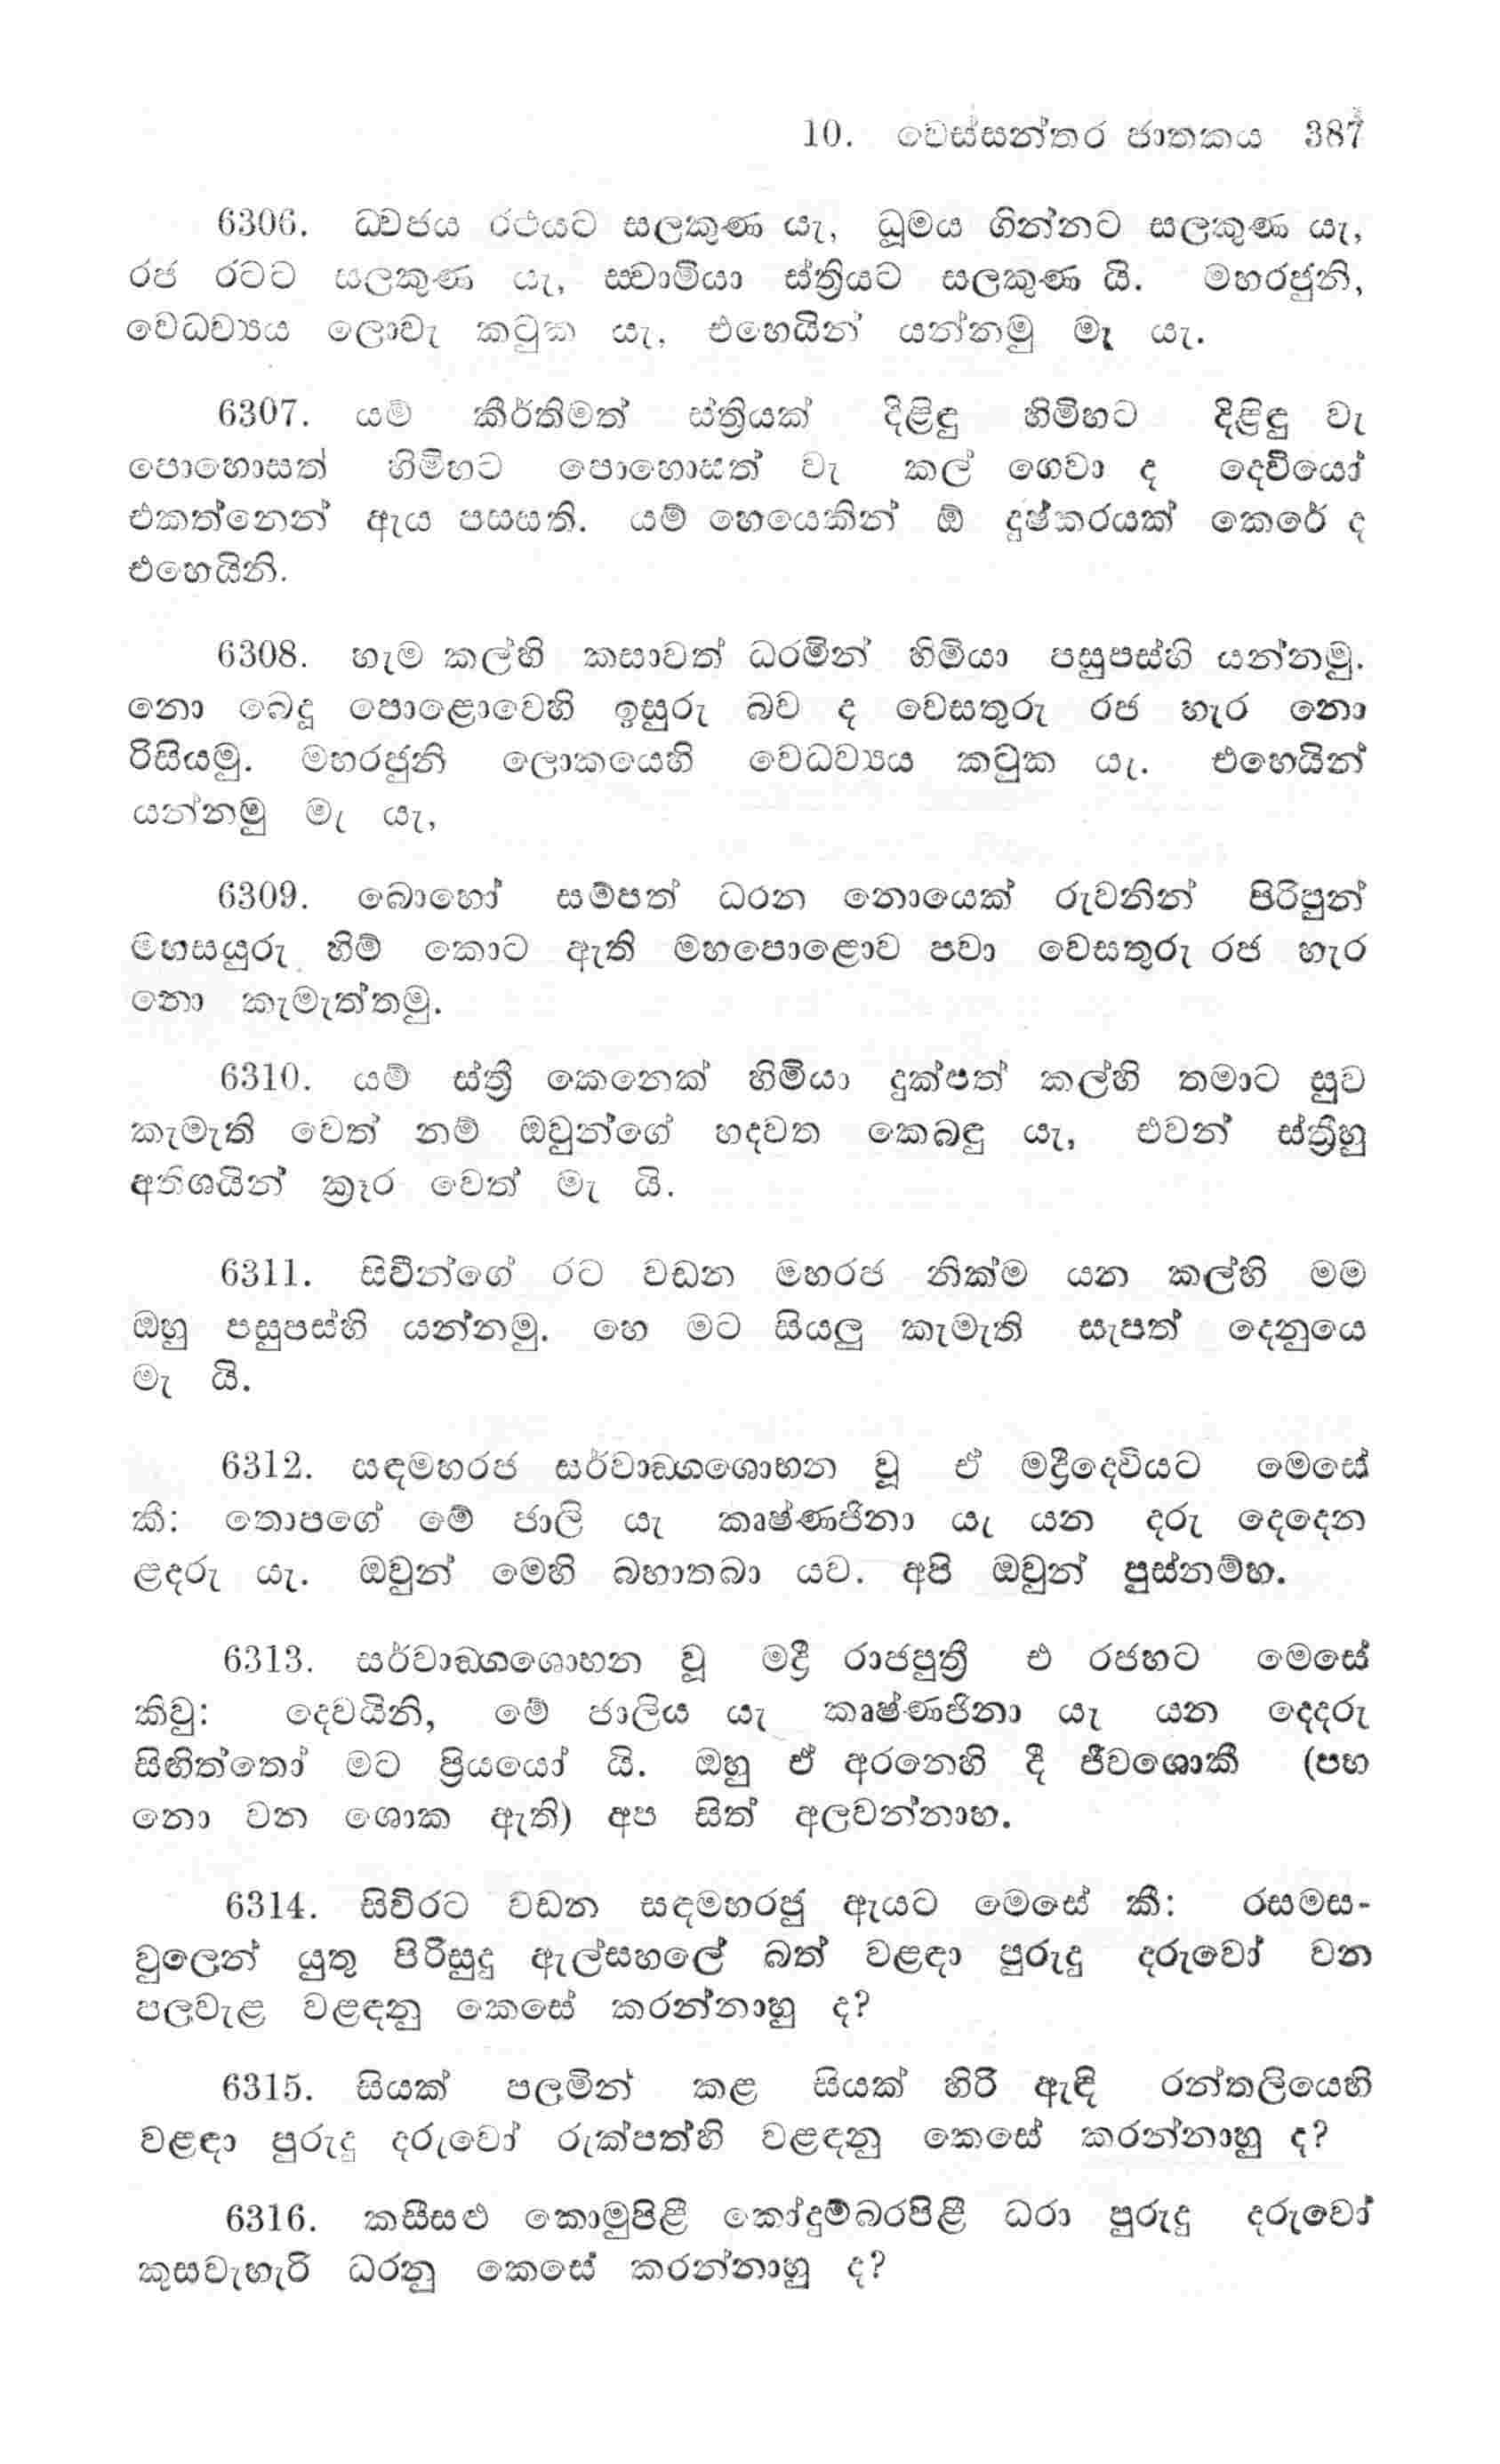 10. වෙස්සන්තර ජාතකය 387
6306. ධ්වජය රථයට සලකුණ යැ, ධූමය ගින්නට සලකුණ යැ,
රජ රටට සලකුණ යැ, ස්වාමියා ස්ත්‍රියට සලකුණ යි. මහරජුනි,
වෙධව්‍යය ලොවැ කටුක යැ, එහෙයින් යන්නමු මැ යැ.
6307. යම් කීර්තිමත් ස්ත්‍රියක් දිළිඳු හිමිහට දිළිඳු වැ
පොහොසත් හිමිහට පොහොසත් වැ කල් ගෙවා ද දෙවියෝ
එකත්නෙන් ඇය පසසති. යම් හෙයෙකින් ඕ දුෂ්කරයක් කෙරේ ද
එහෙයිනි.
6308. හැම කල්හි කසාවත් ධරමින් හිමියා පසුපස්හි යන්නමු.
නො බෙදූ පොළොවෙහි ඉසුරු බව ද වෙසතුරු රජ හැර නො
රිසියමු. මහරජුනි ලොකයෙහි වෙධව්‍යය කටුක යැ. එහෙයින්
යන්නමු මැ යැ,
6309. බොහෝ සම්පත් ධරන නොයෙක් රුවනින් පිරිපුන්
මහසයුරු හිම් කොට ඇති මහපොළොව පවා වෙසතුරු රජ හැර
නො කැමැත්තමු.
6310. යම් ස්ත්‍රී කෙනෙක් හිමියා දුක්පත් කල්හි තමාට සුව
කැමැති වෙත් නම් ඔවුන්ගේ හදවත කෙබඳු යැ, එවන් ස්ත්‍රීහු
අතිශයින් ක්‍රූර වෙත් මැ යි.
6311. සිවීන්ගේ රට වඩන මහරජ නික්ම යන කල්හි මම
ඔහු පසුපස්හි යන්නමු. හෙ මට සියලු කැමැති සැපත් දෙනුයෙ
මැ යි.
6312. සඳමහරජ සර්වාඞ්ගශොභන වූ ඒ මද්‍රීදෙවියට මෙසේ
කී: තොපගේ මේ ජාලි යැ කෘෂ්ණජිනා යැ යන දරු දෙදෙන
ළදරු යැ. ඔවුන් මෙහි බහාතබා යව. අපි ඔවුන් පුස්නම්හ.
6313. සර්වාඞ්ගශොභන වූ මද්‍රී රාජපුත්‍රී එ රජහට මෙසේ
කිවු: දෙවයිනි, මේ ජාලිය යැ කෘෂ්ණජිනා යැ යන දෙදරු
සිඟිත්තෝ මට ප්‍රියයෝ යි. ඔහු ඒ අරනෙහි දී ජීවශොකී (පහ
නො වන ශොක ඇති) අප සිත් අලවන්නාහ.
6314. සිවිරට වඩන සඳමහරජු ඇයට මෙසේ කී: රසමස-
වුලෙන් යුතු පිරිසුදු ඇල්සහලේ බත් වළඳා පුරුදු දරුවෝ වන
පලවැළ වළඳනු කෙසේ කරන්නාහු ද?
6315. සියක් පලමින් කළ සියක් හිරි ඇඳි රන්තලියෙහි
වළඳා පුරුදු දරුවෝ රුක්පත්හි වළඳනු කෙසේ කරන්නාහු ද?
6316. කසීසළු කොමුපිළී කෝදුම්බරපිළී ධරා පුරුදු දරුවෝ
කුසවැහැරි ධරනු කෙසේ කරන්නාහු ද?